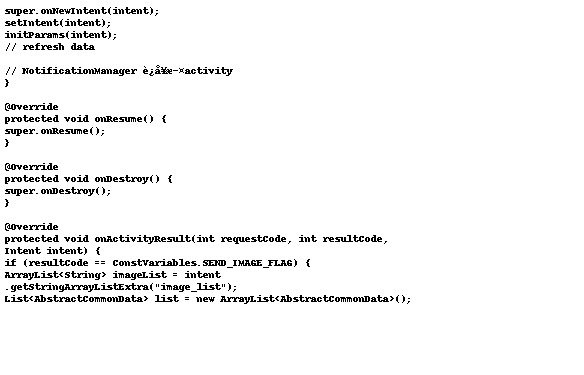 super.onNewIntent(intent);
setIntent(intent);
initParams(intent);
// refresh data
// NotificationManager è¿å¥æ-×activity
}
@Override
protected void onResume() {
super.onResume();
}
@Override
protected void onDestroy() {
super.onDestroy();
}
@Override
protected void onActivityResult(int requestCode, int resultCode,
Intent intent) {
if (resultCode == ConstVariables.SEND_IMAGE_FLAG) {
ArrayList<String> imageList = intent
.getStringArrayListExtra("image_list");
List<AbstractCommonData> list = new ArrayList<AbstractCommonData>();